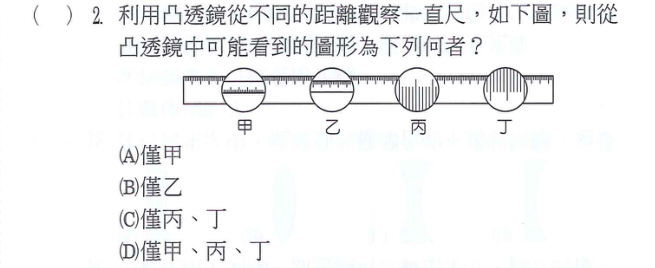 （　）2. 利用凸透鏡從不同的距離觀察一直尺，如下圖，則從
凸透鏡中可能看到的圖形為下列何者？
甲 乙 丙 丁
(A)僅甲
(B)僅乙
(C)僅丙、丁
(D)僅甲、丙、丁